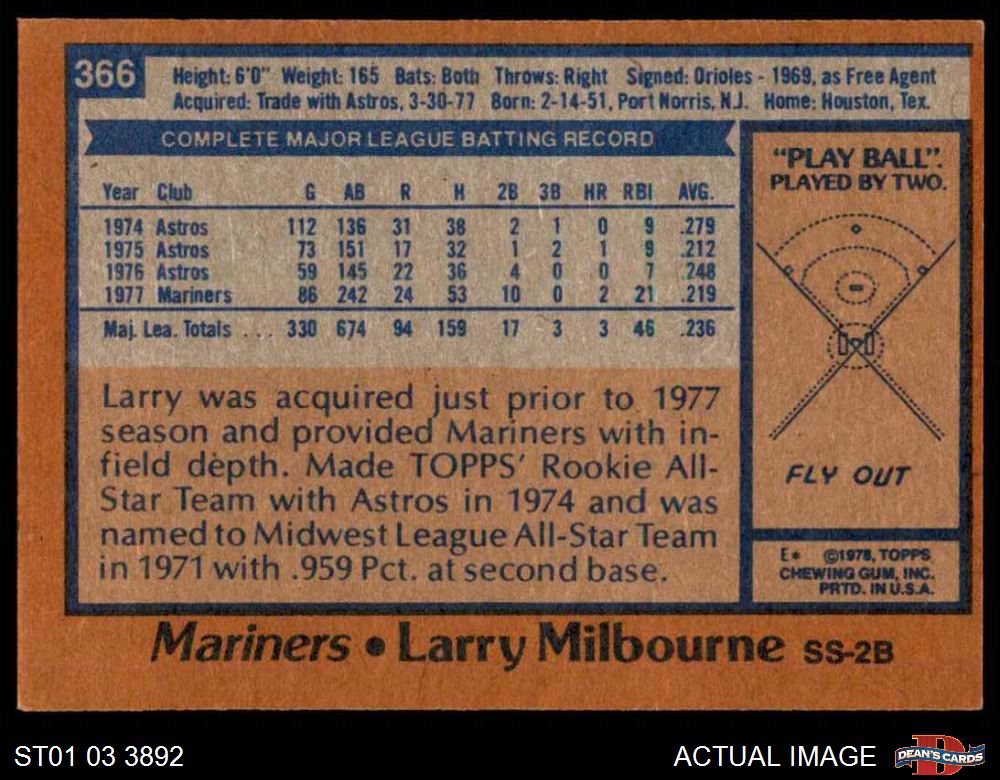 366
Height: 6'0" Weight: 165 Bats: Both Throws: Right Signed: Orioles - 1969, as Free Agent
Acquired: Trade with Astros, 3-30-77 Born: 2-14-51, Port Norris, N.J. Home: Houston, Tex.
COMPLETE MAJOR LEAGUE BATTING RECORD
Year Club G AB R H 2B 3B HR RBI AVG.
1974 Astros 112 136 31 38 2 1 0 9 .279
1975 Astros 73 151 17 32 1 2 1 9 .212
1976 Astros 59 145 22 36 4 0 0 7 .248
1977 Mariners 86 242 24 53 10 0 2 21 .219
Maj. Lea. Totals ... 330 674 94 159 17 3 3 46 .236
Larry was acquired just prior to 1977
season and provided Mariners with in-
field depth. Made TOPPS' Rookie All-
Star Team with Astros in 1974 and was
named to Midwest League All-Star Team
in 1971 with .959 Pct. at second base.
"PLAY BALL".
PLAYED BY TWO.
FLY OUT
E* ©1978, TOPPS
CHEWING GUM, INC.
PRTD. IN U.S.A.
Mariners • Larry Milbourne SS-2B
ST01 03 3892
ACTUAL IMAGE
DEAN'S CARDS